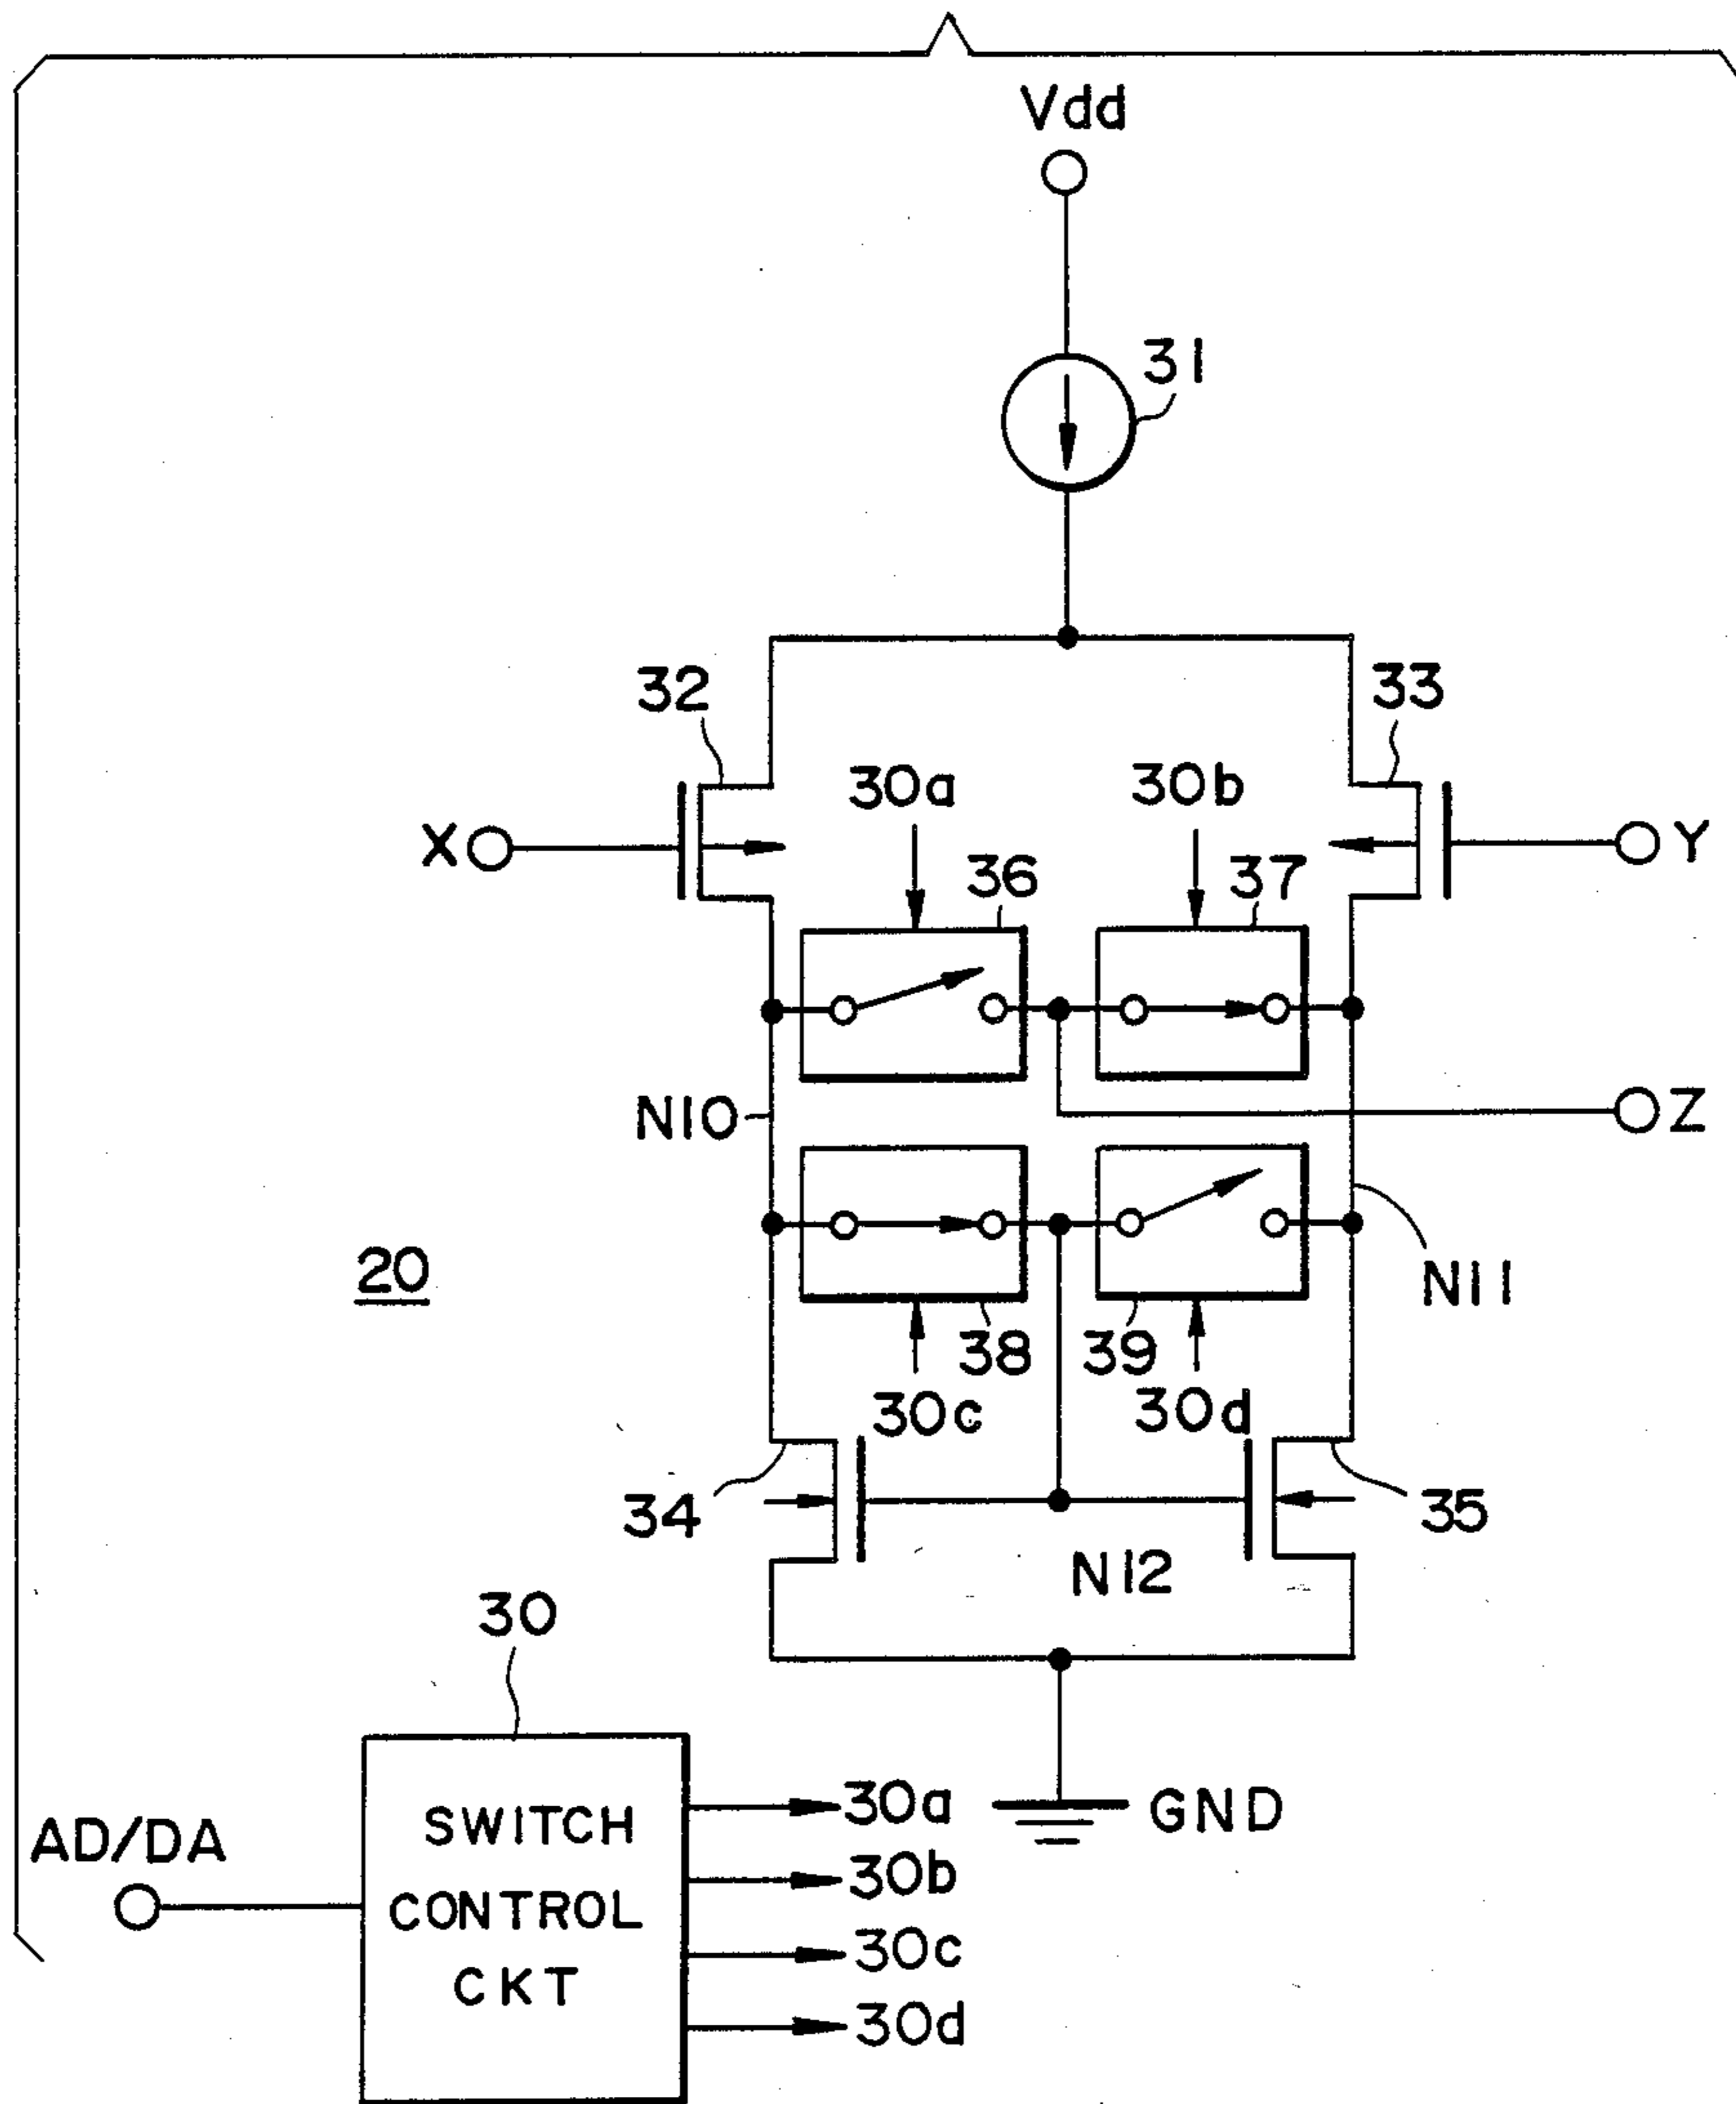 Vdd
31
32
33
30a
30b
X
Y
36
37
N10
Z
20
N11
38
39
30c
30d
34
35
N12
30
AD/DA
SWITCH
CONTROL
CKT
30a
30b
30c
30d
GND